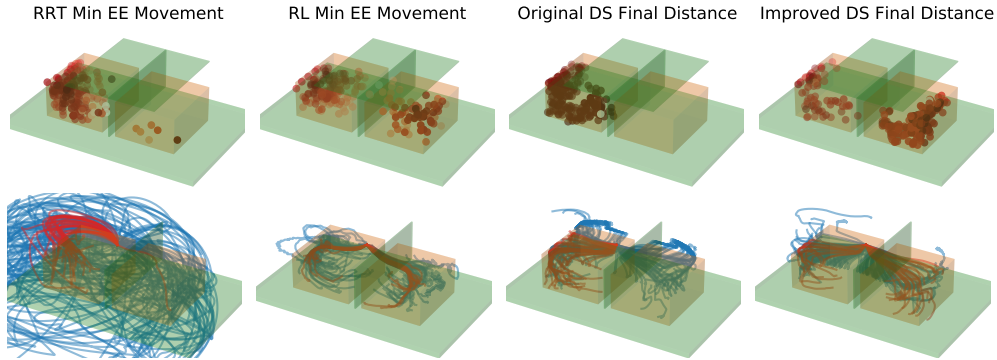 RRT Min EE Movement
RL Min EE Movement
Original DS Final Distance
Improved DS Final Distance